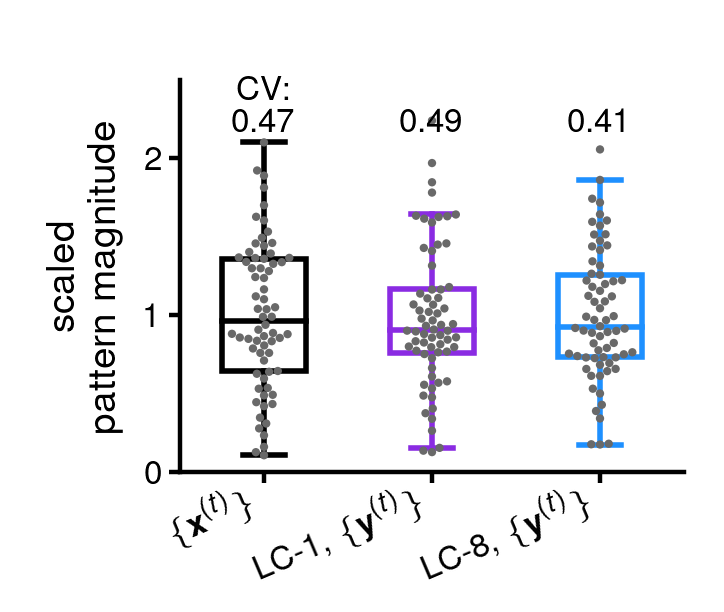 CV:
0.47 0.49 0.41
scaled
pattern magnitude
2
1
0
{x(t)}
LC-1, {y(t)}
LC-8, {y(t)}